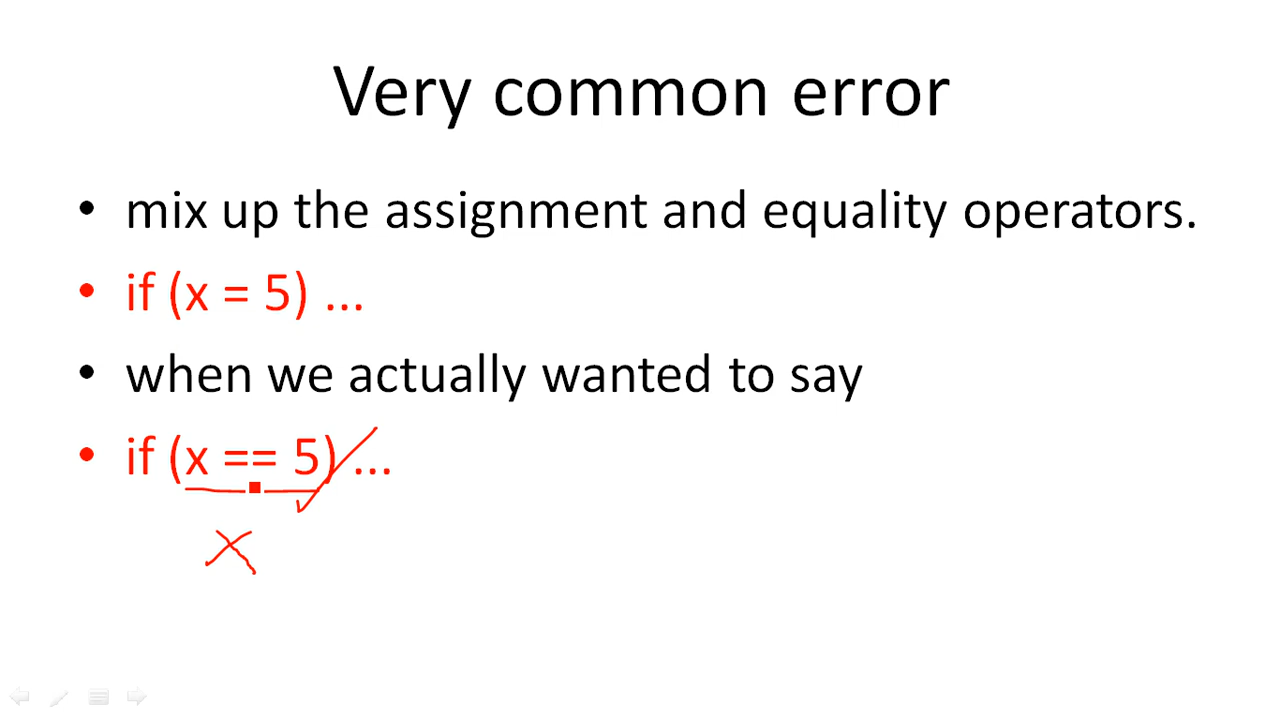 Very common error
• mix up the assignment and equality operators.
• if (x = 5) ...
• when we actually wanted to say
• if (x == 5) ...
x